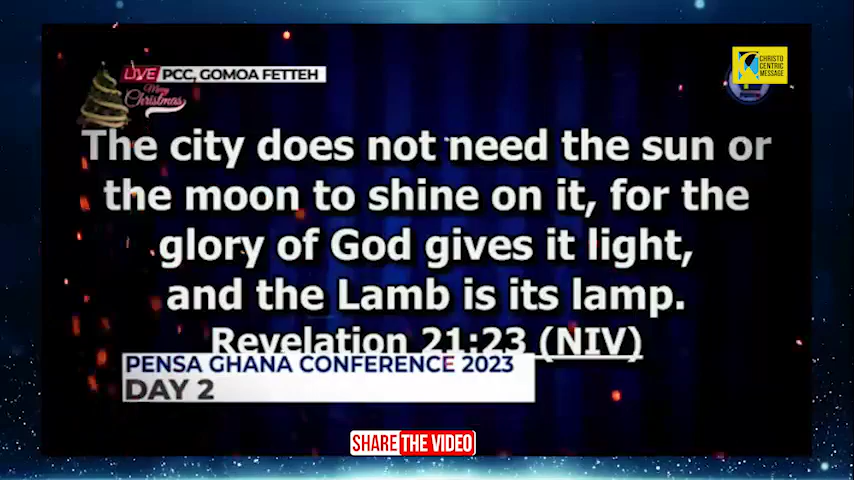 LIVE PCC, GOMOA FETTEH
Merry
Christmas
CHRISTO
CENTRIC
MESSAGE
The city does not need the sun or
the moon to shine on it, for the
glory of God gives it light,
and the Lamb is its lamp.
Revelation 21:23 (NIV)
PENSA GHANA CONFERENCE 2023
DAY 2
SHARE THE VIDEO